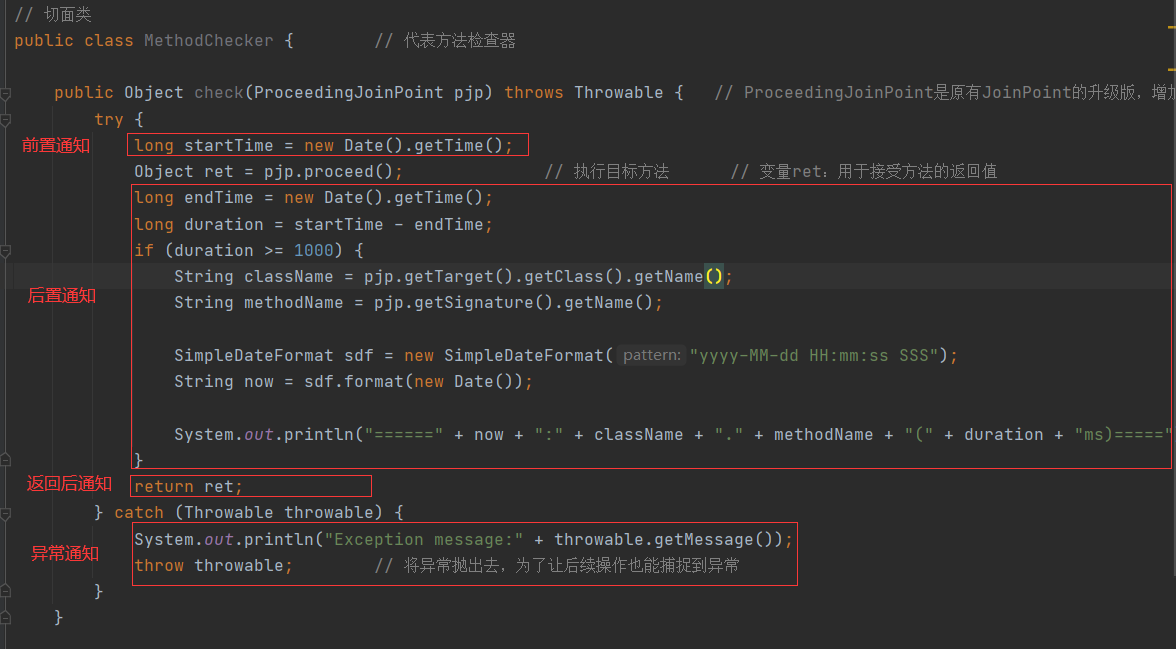 // 切面类
public class MethodChecker { // 代表方法检查器
public Object check(ProceedingJoinPoint pjp) throws Throwable { // ProceedingJoinPoint是原有JoinPoint的升级版，增加
try {
前置通知 long startTime = new Date().getTime();
Object ret = pjp.proceed(); // 执行目标方法 // 变量ret：用于接受方法的返回值
long endTime = new Date().getTime();
long duration = startTime - endTime;
if (duration >= 1000) {
String className = pjp.getTarget().getClass().getName();
后置通知 String methodName = pjp.getSignature().getName();
SimpleDateFormat sdf = new SimpleDateFormat( pattern: "yyyy-MM-dd HH:mm:ss SSS");
String now = sdf.format(new Date());
System.out.println("======" + now + ":" + className + "." + methodName + "(" + duration + "ms)====="
}
返回后通知 return ret;
} catch (Throwable throwable) {
System.out.println("Exception message:" + throwable.getMessage());
异常通知 throw throwable; // 将异常抛出去，为了让后续操作也能捕捉到异常
}
}